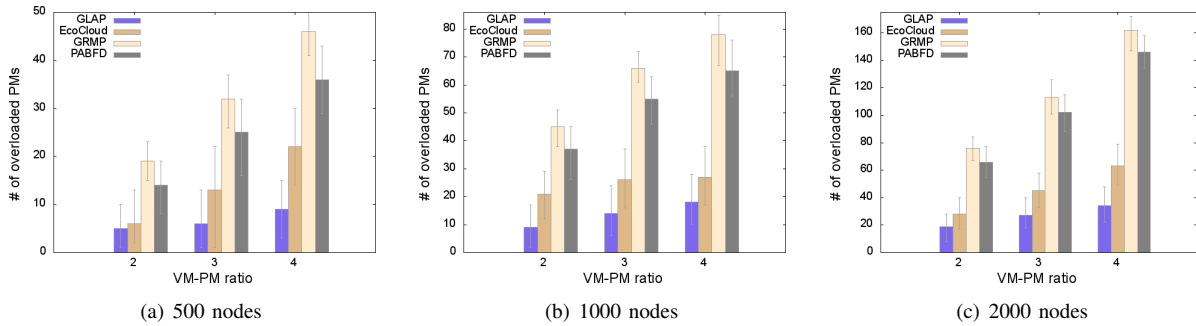 GLAP
EcoCloud
GRMP
PABFD
# of overloaded PMs
50
40
30
20
10
0
2 3 4
VM-PM ratio
(a) 500 nodes
GLAP
EcoCloud
GRMP
PABFD
# of overloaded PMs
80
70
60
50
40
30
20
10
0
2 3 4
VM-PM ratio
(b) 1000 nodes
GLAP
EcoCloud
GRMP
PABFD
# of overloaded PMs
160
140
120
100
80
60
40
20
0
2 3 4
VM-PM ratio
(c) 2000 nodes